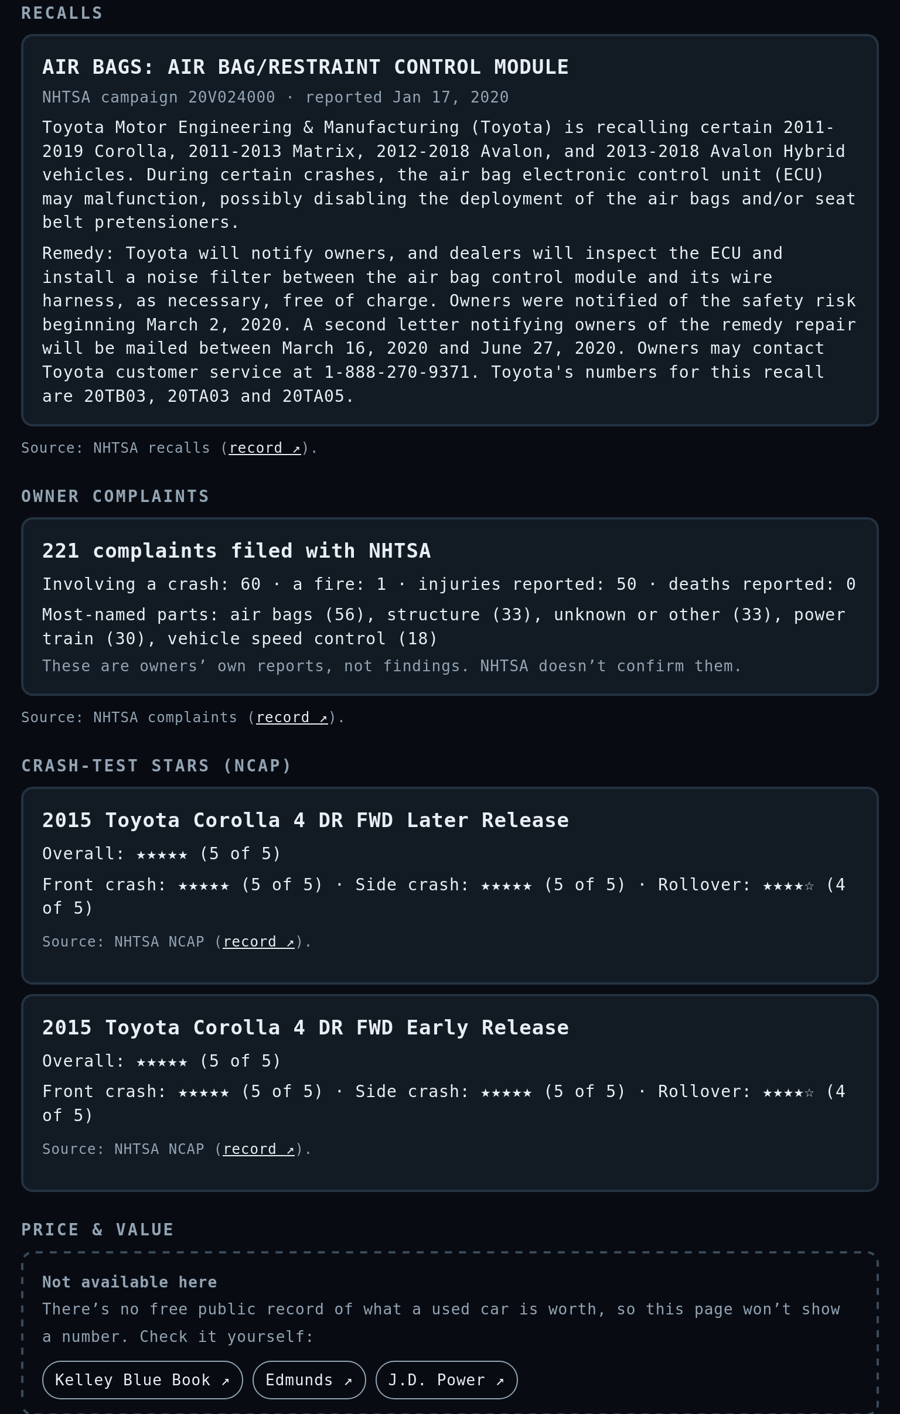 RECALLS
AIR BAGS: AIR BAG/RESTRAINT CONTROL MODULE
NHTSA campaign 20V024000 · reported Jan 17, 2020
Toyota Motor Engineering & Manufacturing (Toyota) is recalling certain 2011-
2019 Corolla, 2011-2013 Matrix, 2012-2018 Avalon, and 2013-2018 Avalon Hybrid
vehicles. During certain crashes, the air bag electronic control unit (ECU)
may malfunction, possibly disabling the deployment of the air bags and/or seat
belt pretensioners.
Remedy: Toyota will notify owners, and dealers will inspect the ECU and
install a noise filter between the air bag control module and its wire
harness, as necessary, free of charge. Owners were notified of the safety risk
beginning March 2, 2020. A second letter notifying owners of the remedy repair
will be mailed between March 16, 2020 and June 27, 2020. Owners may contact
Toyota customer service at 1-888-270-9371. Toyota's numbers for this recall
are 20TB03, 20TA03 and 20TA05.
Source: NHTSA recalls (record ↗).
OWNER COMPLAINTS
221 complaints filed with NHTSA
Involving a crash: 60 · a fire: 1 · injuries reported: 50 · deaths reported: 0
Most-named parts: air bags (56), structure (33), unknown or other (33), power
train (30), vehicle speed control (18)
These are owners’ own reports, not findings. NHTSA doesn’t confirm them.
Source: NHTSA complaints (record ↗).
CRASH-TEST STARS (NCAP)
2015 Toyota Corolla 4 DR FWD Later Release
Overall: ★★★★★ (5 of 5)
Front crash: ★★★★★ (5 of 5) · Side crash: ★★★★★ (5 of 5) · Rollover: ★★★★☆ (4
of 5)
Source: NHTSA NCAP (record ↗).
2015 Toyota Corolla 4 DR FWD Early Release
Overall: ★★★★★ (5 of 5)
Front crash: ★★★★★ (5 of 5) · Side crash: ★★★★★ (5 of 5) · Rollover: ★★★★☆ (4
of 5)
Source: NHTSA NCAP (record ↗).
PRICE & VALUE
Not available here
There’s no free public record of what a used car is worth, so this page won’t show
a number. Check it yourself:
Kelley Blue Book ↗ Edmunds ↗ J.D. Power ↗